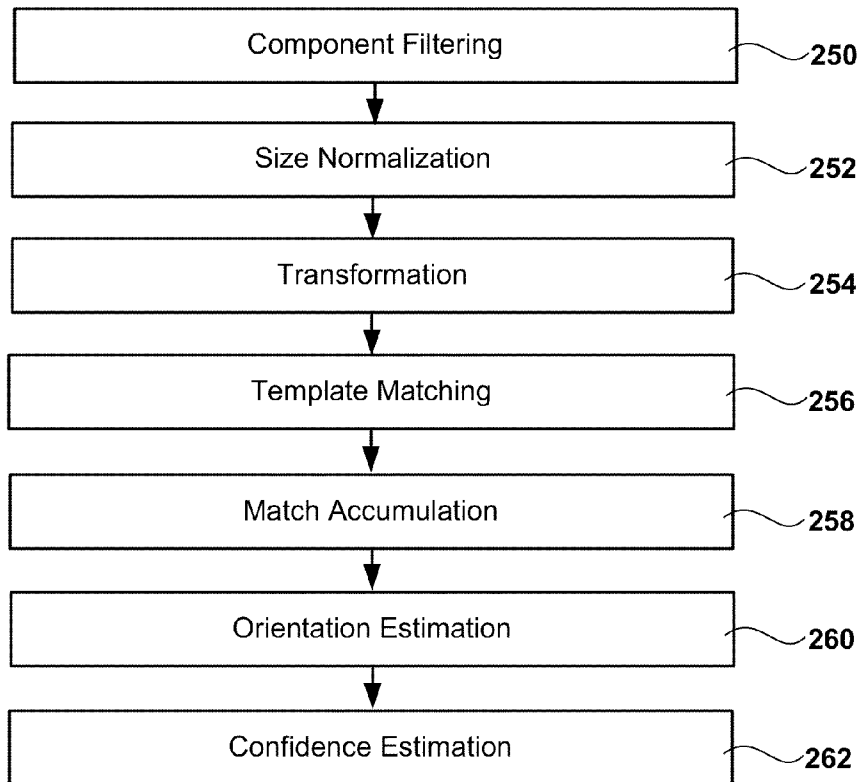 Component Filtering
250
Size Normalization
252
Transformation
254
Template Matching
256
Match Accumulation
258
Orientation Estimation
260
Confidence Estimation
262